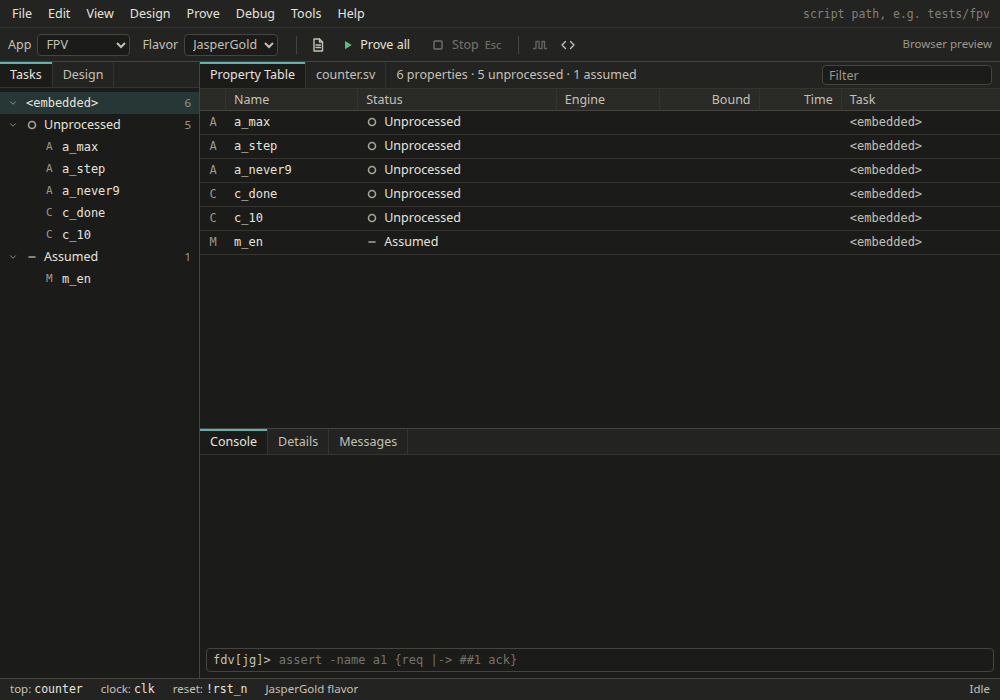 File Edit View Design Prove Debug Tools Help script path, e.g. tests/fpv
App FPV Flavor JasperGold Prove all Stop Esc Browser preview
Tasks Design
<embedded> 6
Unprocessed 5
A a_max
A a_step
A a_never9
C c_done
C c_10
Assumed 1
M m_en
Property Table counter.sv 6 properties · 5 unprocessed · 1 assumed Filter
Name Status Engine Bound Time Task
A a_max Unprocessed <embedded>
A a_step Unprocessed <embedded>
A a_never9 Unprocessed <embedded>
C c_done Unprocessed <embedded>
C c_10 Unprocessed <embedded>
M m_en Assumed <embedded>
Console Details Messages
fdv[jg]> assert -name a1 {req |-> ##1 ack}
top: counter clock: clk reset: !rst_n JasperGold flavor Idle